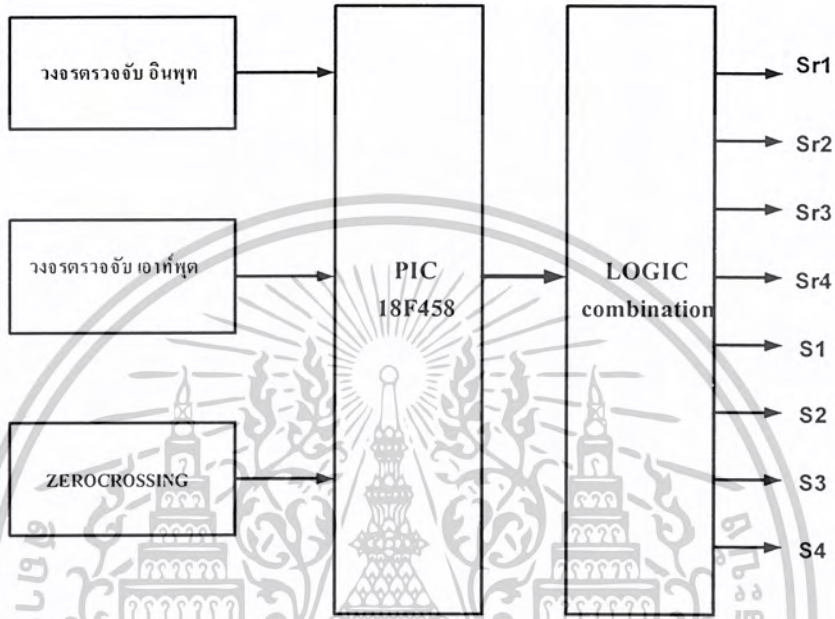 วงจรตรวจจับ อินพุท
วงจรตรวจจับ เอาท์พุต
ZEROCROSSING
PIC
18F458
LOGIC
combination
Sr1
Sr2
Sr3
Sr4
S1
S2
S3
S4